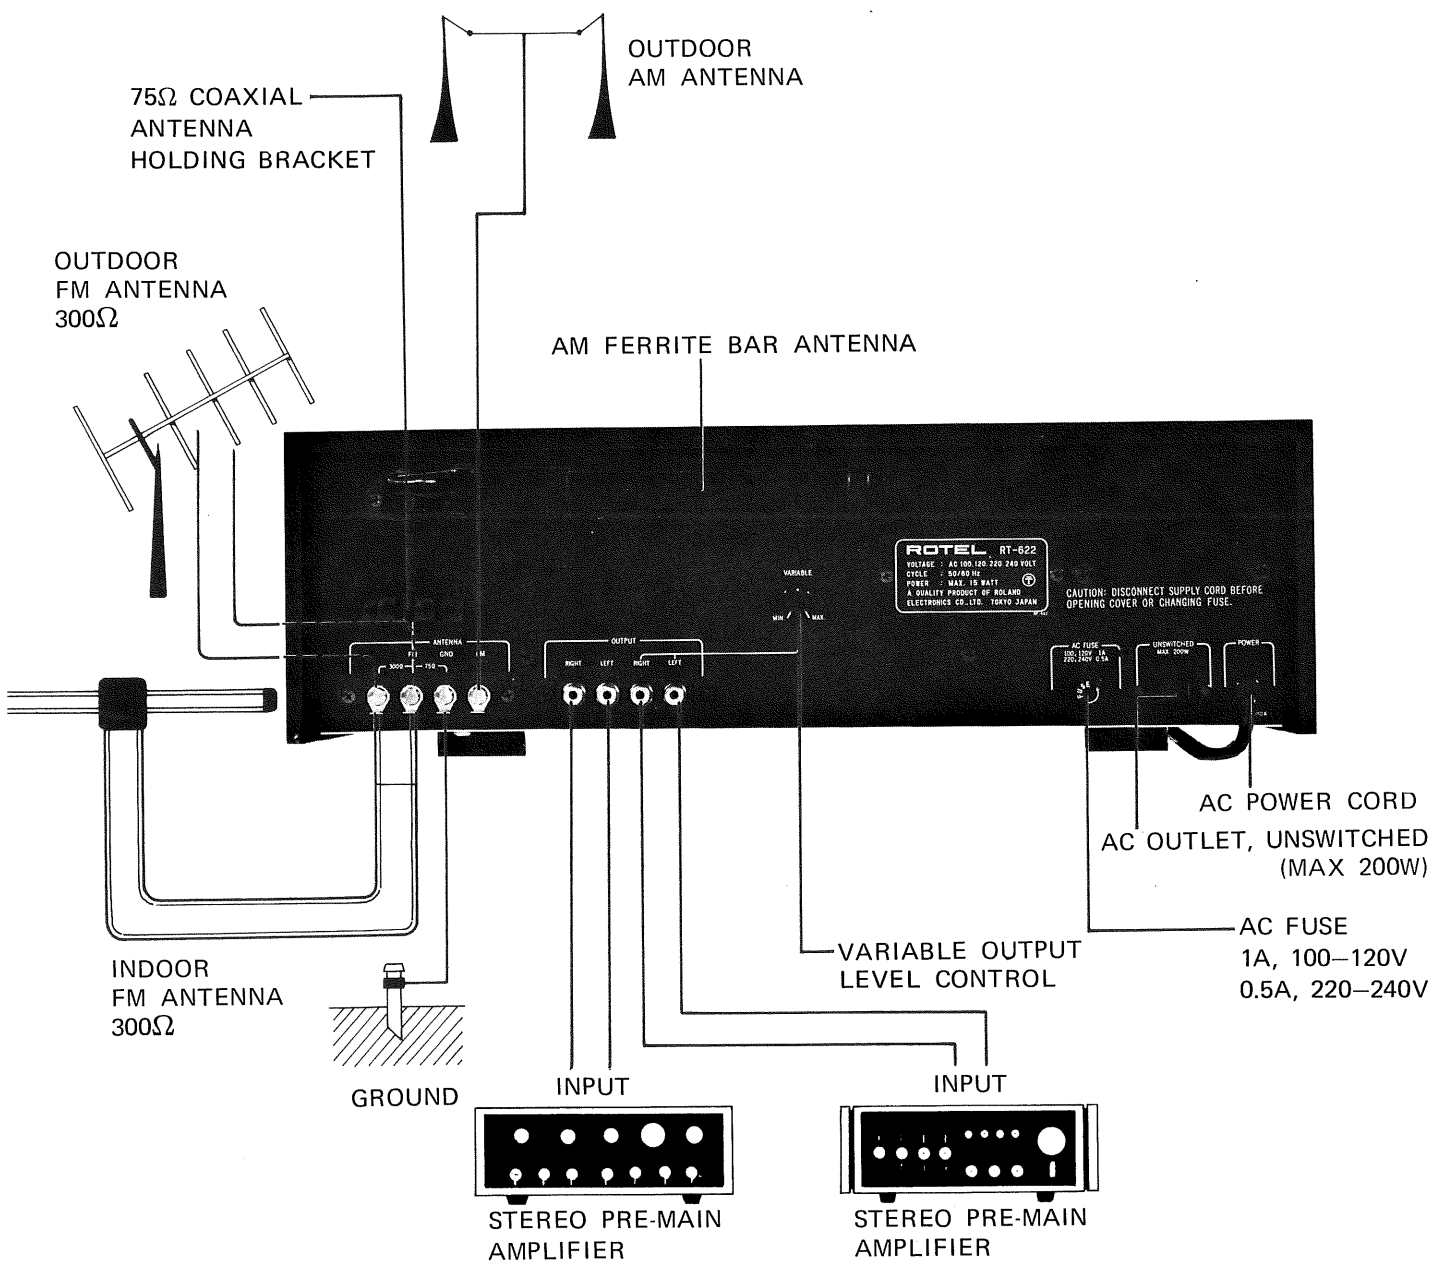 OUTDOOR
AM ANTENNA
75Ω COAXIAL
ANTENNA
HOLDING BRACKET
OUTDOOR
FM ANTENNA
300Ω
AM FERRITE BAR ANTENNA
ROTEL RT-622
VOLTAGE : AC 100.120.220 240 VOLT
CYCLE : 50/60 Hz
POWER : MAX. 15 WATT
A QUALITY PRODUCT OF ROLAND
ELECTRONICS CO., LTD. TOKYO JAPAN
CAUTION: DISCONNECT SUPPLY CORD BEFORE
OPENING COVER OR CHANGING FUSE.
VARIABLE
MIN MAX.
ANTENNA
FM GND
300Ω 75Ω
OUTPUT
RIGHT LEFT RIGHT LEFT
AC FUSE
100, 120V 1A
220, 240V 0.5A
FUSE
UNSWITCHED
MAX 200W
POWER
AC POWER CORD
AC OUTLET, UNSWITCHED
(MAX 200W)
AC FUSE
1A, 100–120V
0.5A, 220–240V
VARIABLE OUTPUT
LEVEL CONTROL
INDOOR
FM ANTENNA
300Ω
GROUND
INPUT
INPUT
STEREO PRE-MAIN
AMPLIFIER
STEREO PRE-MAIN
AMPLIFIER